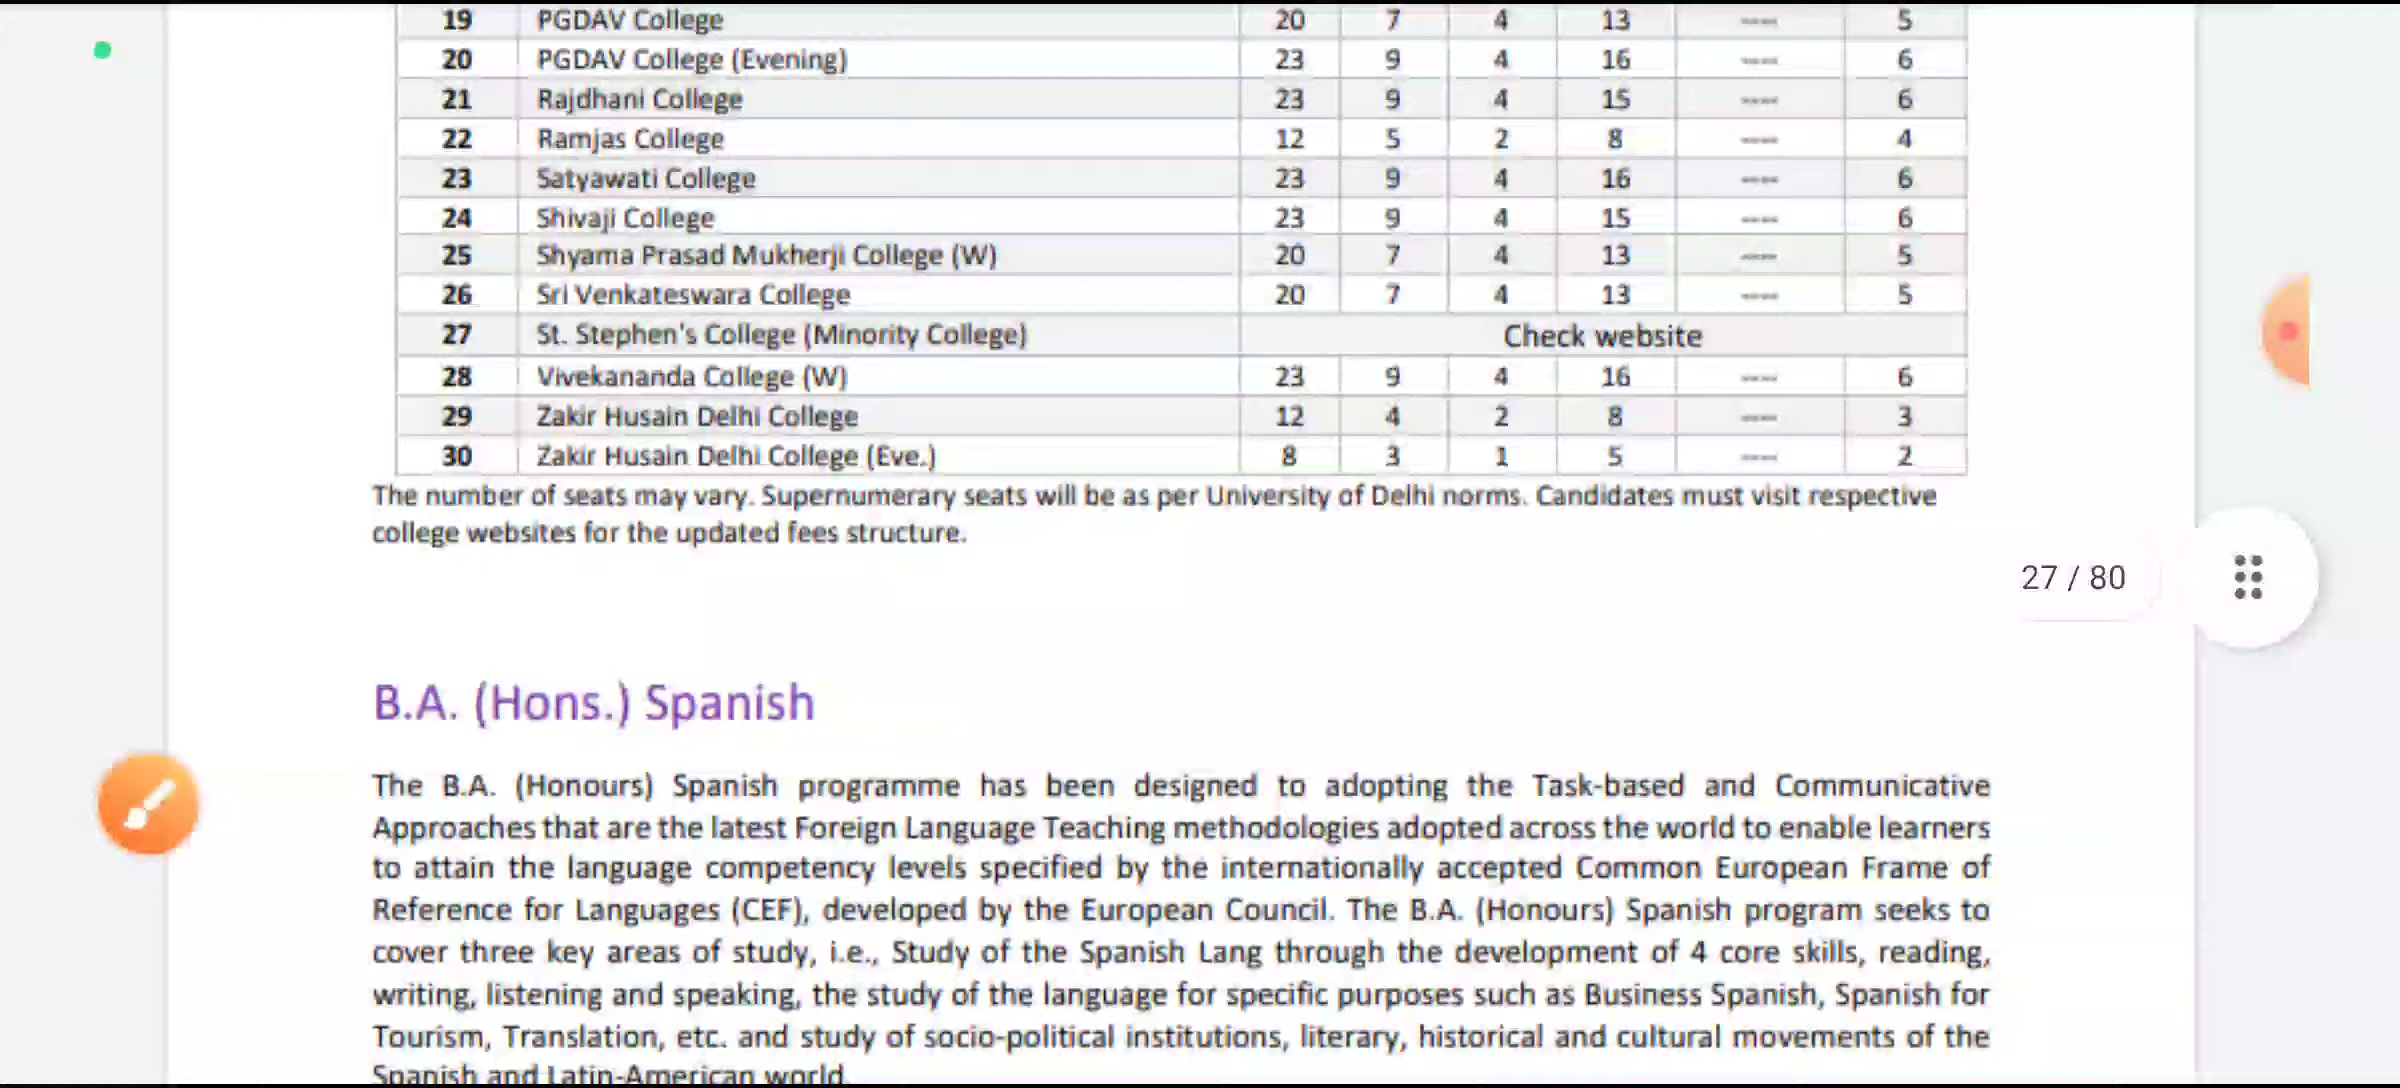 19 PGDAV College 20 7 4 13 ---- 5
20 PGDAV College (Evening) 23 9 4 16 ---- 6
21 Rajdhani College 23 9 4 15 ---- 6
22 Ramjas College 12 5 2 8 ---- 4
23 Satyawati College 23 9 4 16 ---- 6
24 Shivaji College 23 9 4 15 ---- 6
25 Shyama Prasad Mukherji College (W) 20 7 4 13 ---- 5
26 Sri Venkateswara College 20 7 4 13 ---- 5
27 St. Stephen's College (Minority College) Check website
28 Vivekananda College (W) 23 9 4 16 ---- 6
29 Zakir Husain Delhi College 12 4 2 8 ---- 3
30 Zakir Husain Delhi College (Eve.) 8 3 1 5 ---- 2
The number of seats may vary. Supernumerary seats will be as per University of Delhi norms. Candidates must visit respective
college websites for the updated fees structure.
27 / 80
B.A. (Hons.) Spanish
The B.A. (Honours) Spanish programme has been designed to adopting the Task-based and Communicative
Approaches that are the latest Foreign Language Teaching methodologies adopted across the world to enable learners
to attain the language competency levels specified by the internationally accepted Common European Frame of
Reference for Languages (CEF), developed by the European Council. The B.A. (Honours) Spanish program seeks to
cover three key areas of study, i.e., Study of the Spanish Lang through the development of 4 core skills, reading,
writing, listening and speaking, the study of the language for specific purposes such as Business Spanish, Spanish for
Tourism, Translation, etc. and study of socio-political institutions, literary, historical and cultural movements of the
Spanish and Latin-American world.